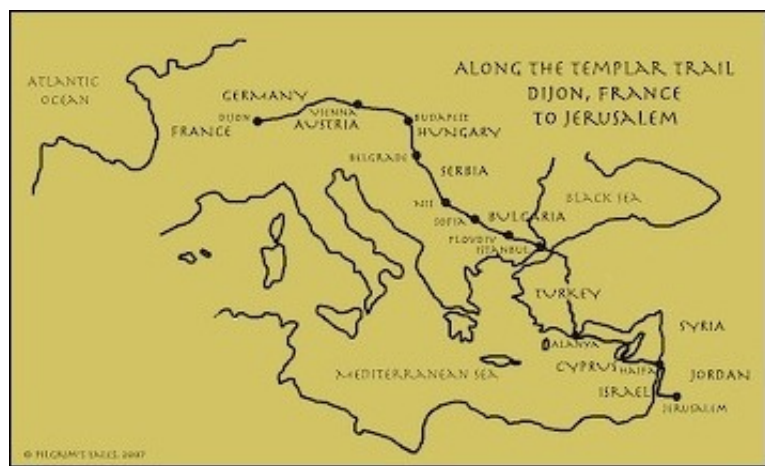 ALONG THE TEMPLAR TRAIL
DIJON, FRANCE
TO JERUSALEM
ATLANTIC
OCEAN
GERMANY
DIJON
VIENNA
BUDAPEST
FRANCE
AUSTRIA
HUNGARY
BELGRADE
SERBIA
BLACK SEA
NIS
SOFIA
BULGARIA
PLOVDIV
ISTANBUL
TURKEY
SYRIA
ALANYA
CYPRUS
HAIFA
JORDAN
MEDITERRANEAN SEA
ISRAEL
JERUSALEM
© PILGRIM'S TALES, 2007